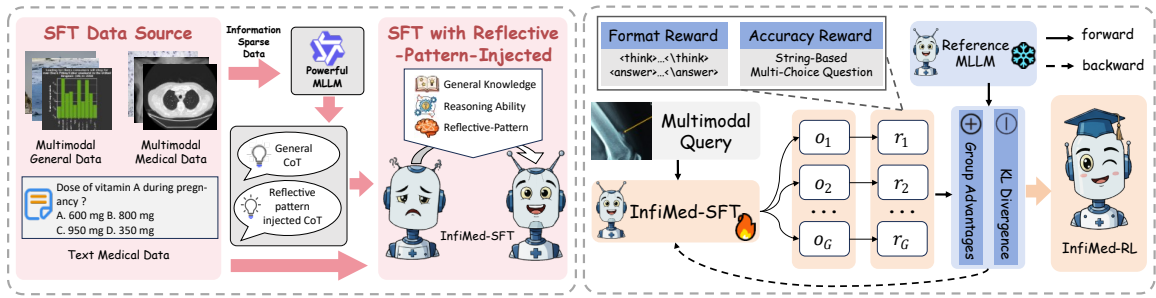 SFT Data Source
Multimodal
General Data
Multimodal
Medical Data
Dose of vitamin A during pregn-
ancy ?
A. 600 mg B. 800 mg
C. 950 mg D. 350 mg
Text Medical Data
Information
Sparse
Data
Powerful
MLLM
General
CoT
Reflective
pattern
injected CoT
SFT with Reflective
-Pattern-Injected
General Knowledge
Reasoning Ability
Reflective-Pattern
InfiMed-SFT
Format Reward
<think>...<\think>
<answer>...<\answer>
Accuracy Reward
String-Based
Multi-Choice Question
Multimodal
Query
InfiMed-SFT
o1
o2
...
oG
r1
r2
...
rG
Reference
MLLM
forward
backward
Group Advantages
KL Divergence
InfiMed-RL